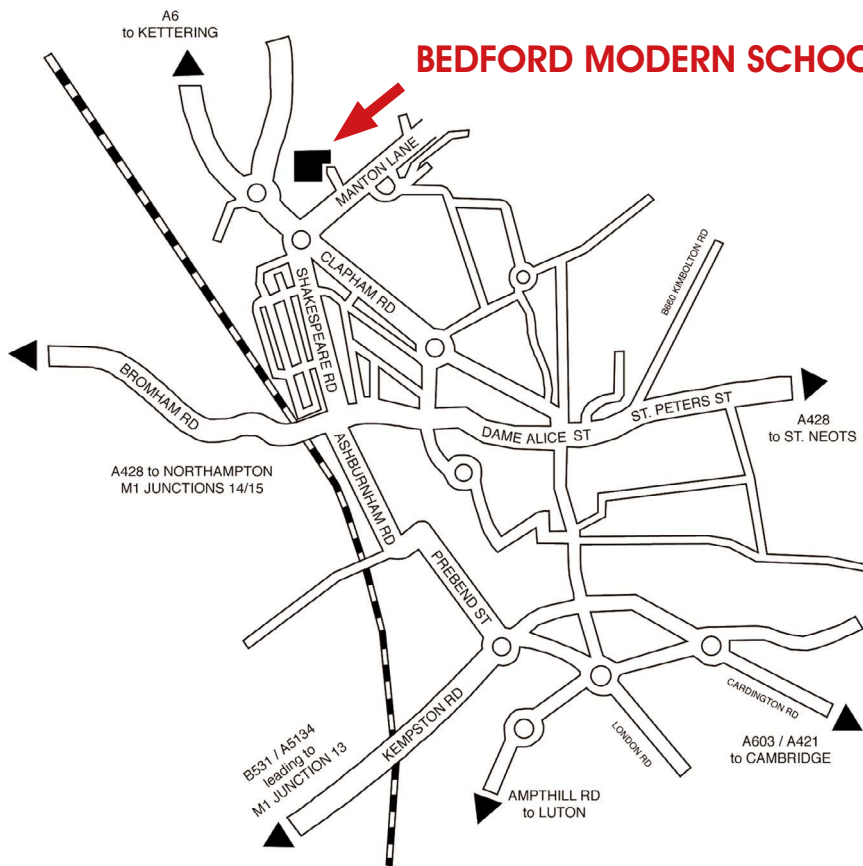 A6
to KETTERING
BEDFORD MODERN SCHOO
MANTON LANE
CLAPHAM RD
SHAKESPEARE RD
B660 KIMBOLTON RD
BROMHAM RD
ST. PETERS ST
DAME ALICE ST
A428
to ST. NEOTS
A428 to NORTHAMPTON
M1 JUNCTIONS 14/15
ASHBURNHAM RD
PREBEND ST
KEMPSTON RD
CARDINGTON RD
LONDON RD
B531 / A5134
leading to
M1 JUNCTION 13
A603 / A421
to CAMBRIDGE
AMPTHILL RD
to LUTON